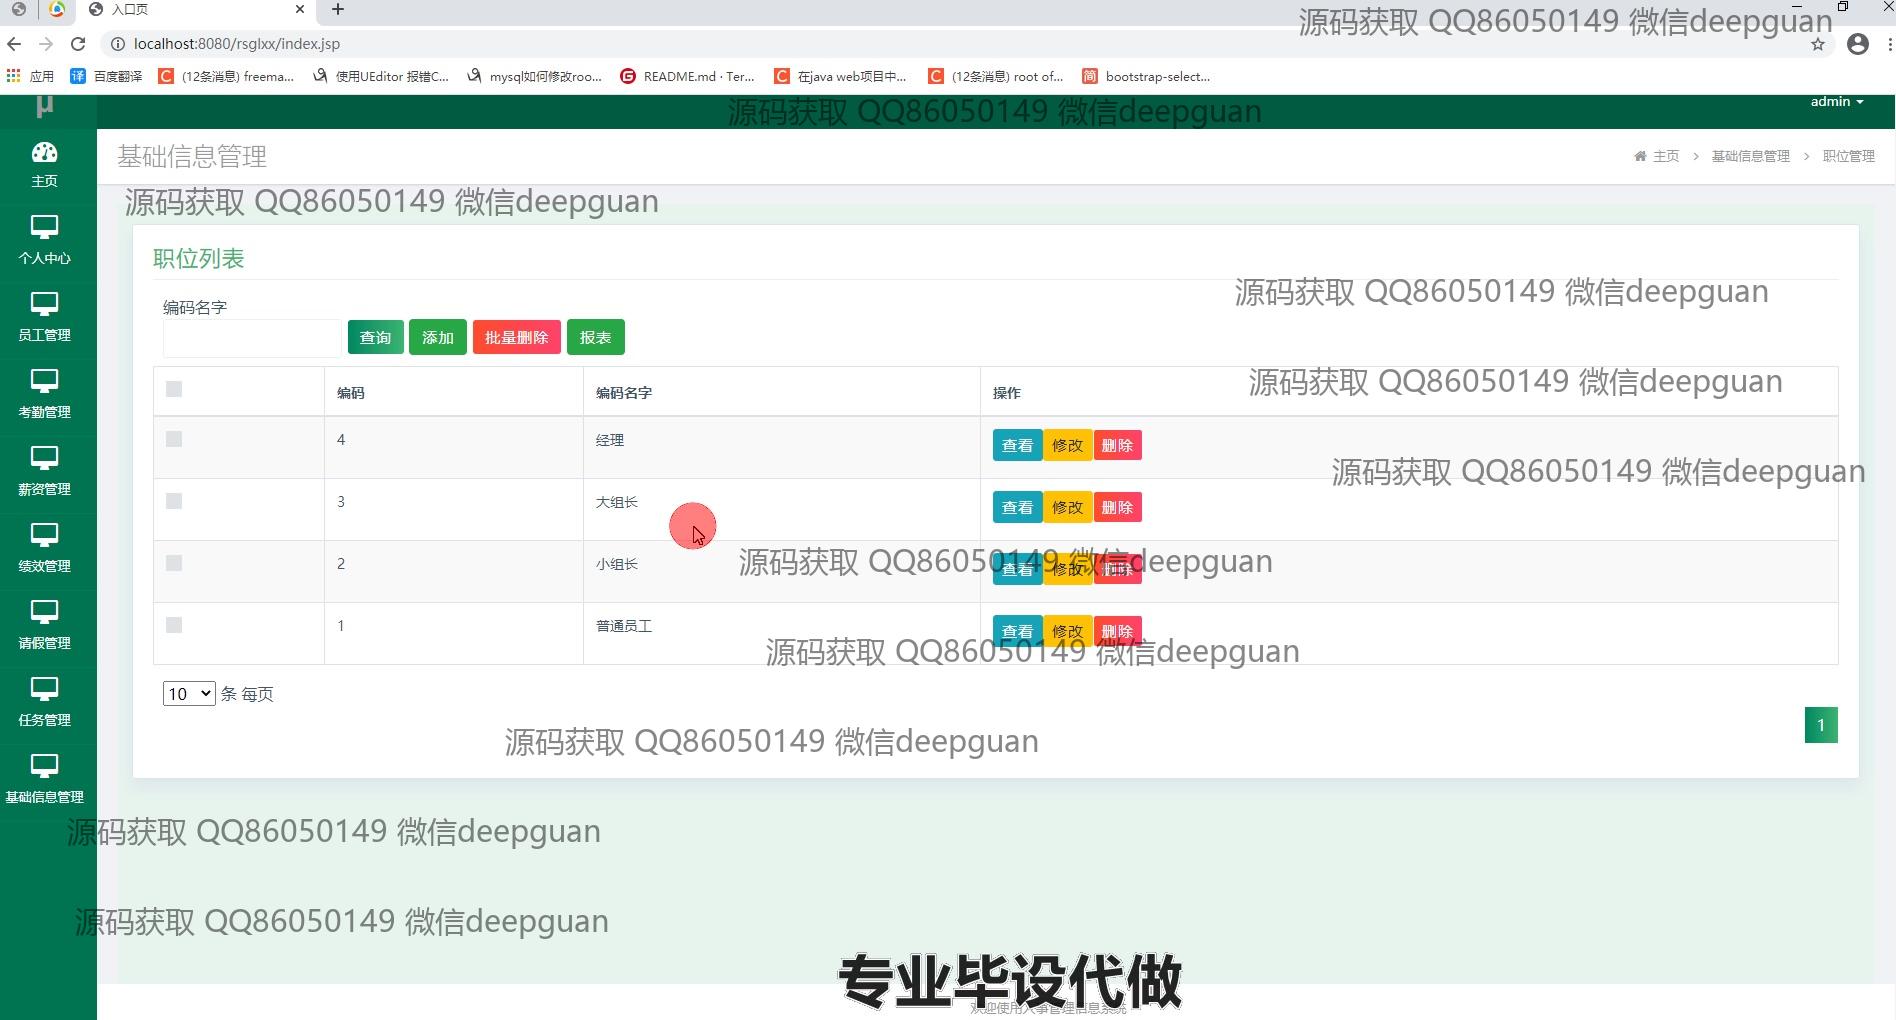 入口页
localhost:8080/rsglxx/index.jsp
源码获取 QQ86050149 微信deepguan
应用 百度翻译 (12条消息) freema... 使用UEditor 报错C... mysql如何修改roo... README.md · Ter... 在java web项目中... (12条消息) root of... bootstrap-select...
μ
源码获取 QQ86050149 微信deepguan
admin
主页
基础信息管理
主页 > 基础信息管理 > 职位管理
源码获取 QQ86050149 微信deepguan
个人中心
职位列表
源码获取 QQ86050149 微信deepguan
编码名字
员工管理
查询 添加 批量删除 报表
源码获取 QQ86050149 微信deepguan
编码 编码名字 操作
考勤管理
4 经理 查看 修改 删除
源码获取 QQ86050149 微信deepguan
薪资管理
3 大组长 查看 修改 删除
源码获取 QQ86050149 微信deepguan
绩效管理
2 小组长 查看 修改 删除
1 普通员工 查看 修改 删除
请假管理
源码获取 QQ86050149 微信deepguan
10 条 每页
任务管理
1
源码获取 QQ86050149 微信deepguan
基础信息管理
源码获取 QQ86050149 微信deepguan
源码获取 QQ86050149 微信deepguan
专业毕设代做
欢迎使用人事管理信息系统